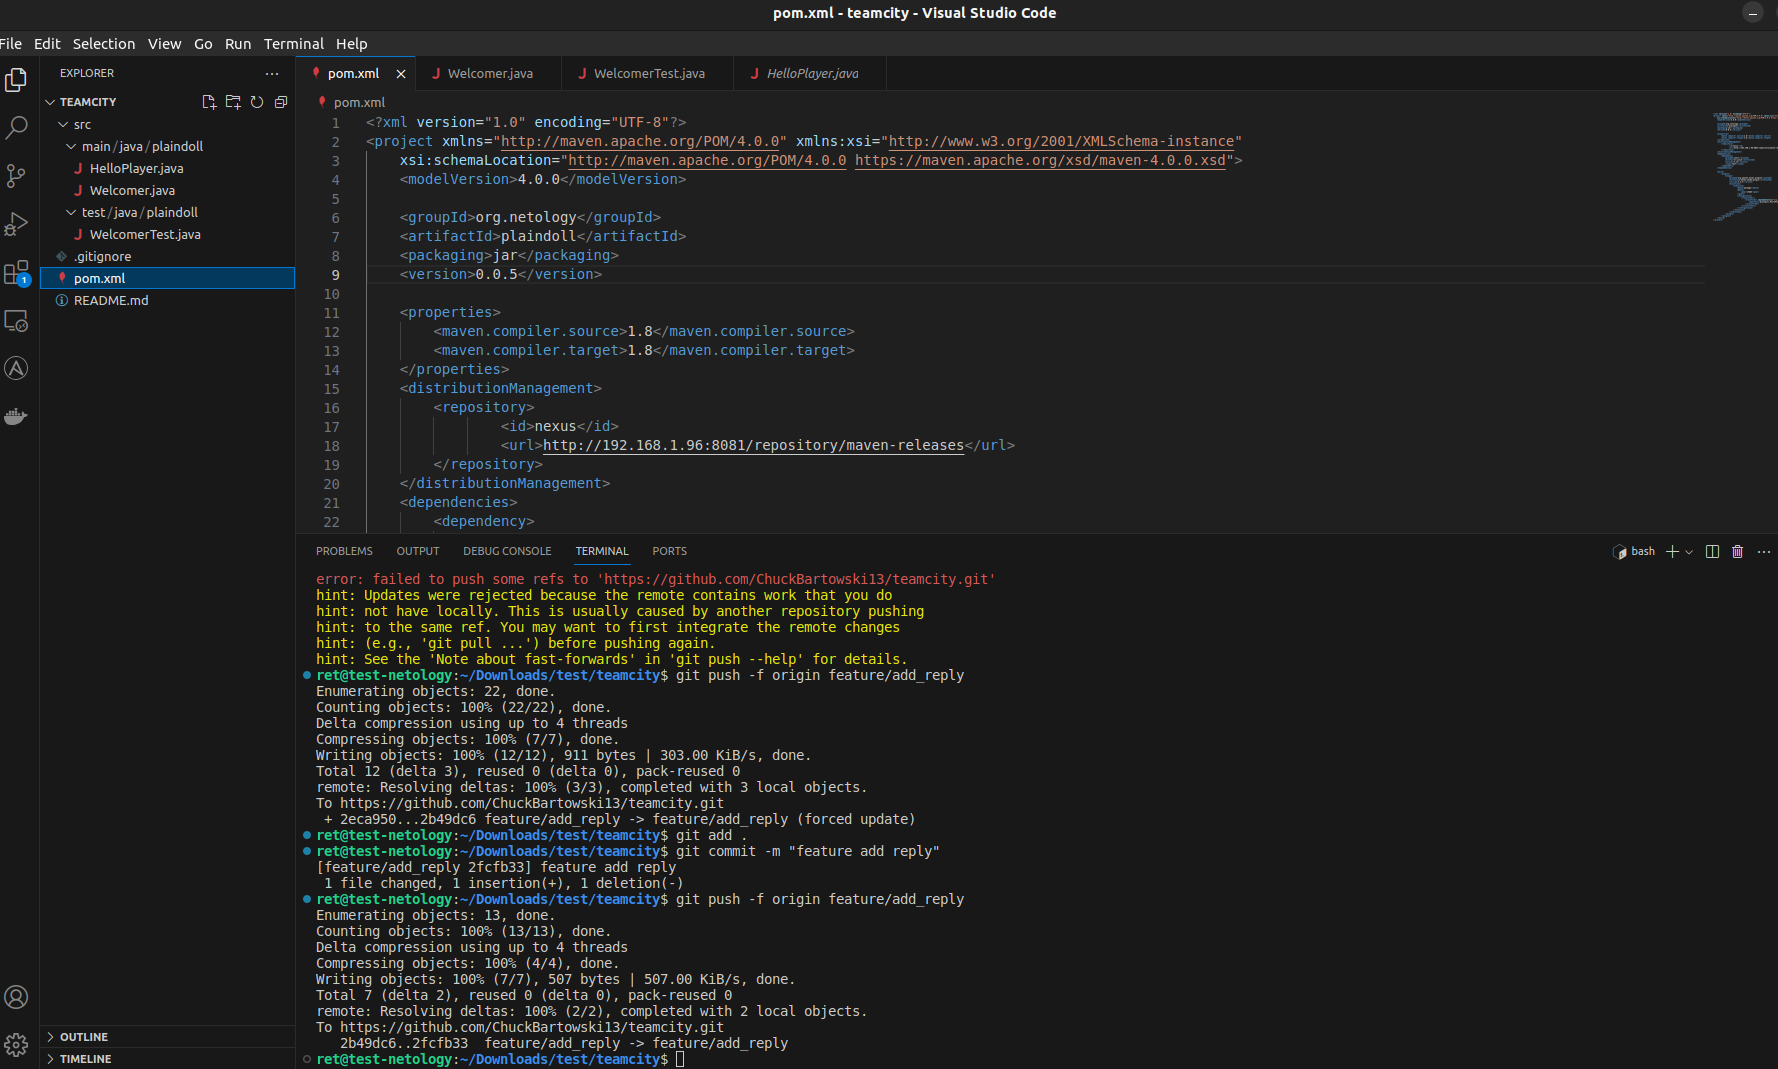 pom.xml - teamcity - Visual Studio Code
File Edit Selection View Go Run Terminal Help
EXPLORER
TEAMCITY
src
main/java/plaindoll
HelloPlayer.java
Welcomer.java
test/java/plaindoll
WelcomerTest.java
.gitignore
pom.xml
README.md
1
OUTLINE
TIMELINE
pom.xml Welcomer.java WelcomerTest.java HelloPlayer.java
pom.xml
1 <?xml version="1.0" encoding="UTF-8"?>
2 <project xmlns="http://maven.apache.org/POM/4.0.0" xmlns:xsi="http://www.w3.org/2001/XMLSchema-instance"
3 xsi:schemaLocation="http://maven.apache.org/POM/4.0.0 https://maven.apache.org/xsd/maven-4.0.0.xsd">
4 <modelVersion>4.0.0</modelVersion>
5
6 <groupId>org.netology</groupId>
7 <artifactId>plaindoll</artifactId>
8 <packaging>jar</packaging>
9 <version>0.0.5</version>
10
11 <properties>
12 <maven.compiler.source>1.8</maven.compiler.source>
13 <maven.compiler.target>1.8</maven.compiler.target>
14 </properties>
15 <distributionManagement>
16 <repository>
17 <id>nexus</id>
18 <url>http://192.168.1.96:8081/repository/maven-releases</url>
19 </repository>
20 </distributionManagement>
21 <dependencies>
22 <dependency>
PROBLEMS OUTPUT DEBUG CONSOLE TERMINAL PORTS
bash
error: failed to push some refs to 'https://github.com/ChuckBartowski13/teamcity.git'
hint: Updates were rejected because the remote contains work that you do
hint: not have locally. This is usually caused by another repository pushing
hint: to the same ref. You may want to first integrate the remote changes
hint: (e.g., 'git pull ...') before pushing again.
hint: See the 'Note about fast-forwards' in 'git push --help' for details.
ret@test-netology:~/Downloads/test/teamcity$ git push -f origin feature/add_reply
Enumerating objects: 22, done.
Counting objects: 100% (22/22), done.
Delta compression using up to 4 threads
Compressing objects: 100% (7/7), done.
Writing objects: 100% (12/12), 911 bytes | 303.00 KiB/s, done.
Total 12 (delta 3), reused 0 (delta 0), pack-reused 0
remote: Resolving deltas: 100% (3/3), completed with 3 local objects.
To https://github.com/ChuckBartowski13/teamcity.git
+ 2eca950...2b49dc6 feature/add_reply -> feature/add_reply (forced update)
ret@test-netology:~/Downloads/test/teamcity$ git add .
ret@test-netology:~/Downloads/test/teamcity$ git commit -m "feature add reply"
[feature/add_reply 2fcfb33] feature add reply
1 file changed, 1 insertion(+), 1 deletion(-)
ret@test-netology:~/Downloads/test/teamcity$ git push -f origin feature/add_reply
Enumerating objects: 13, done.
Counting objects: 100% (13/13), done.
Delta compression using up to 4 threads
Compressing objects: 100% (4/4), done.
Writing objects: 100% (7/7), 507 bytes | 507.00 KiB/s, done.
Total 7 (delta 2), reused 0 (delta 0), pack-reused 0
remote: Resolving deltas: 100% (2/2), completed with 2 local objects.
To https://github.com/ChuckBartowski13/teamcity.git
2b49dc6..2fcfb33 feature/add_reply -> feature/add_reply
ret@test-netology:~/Downloads/test/teamcity$